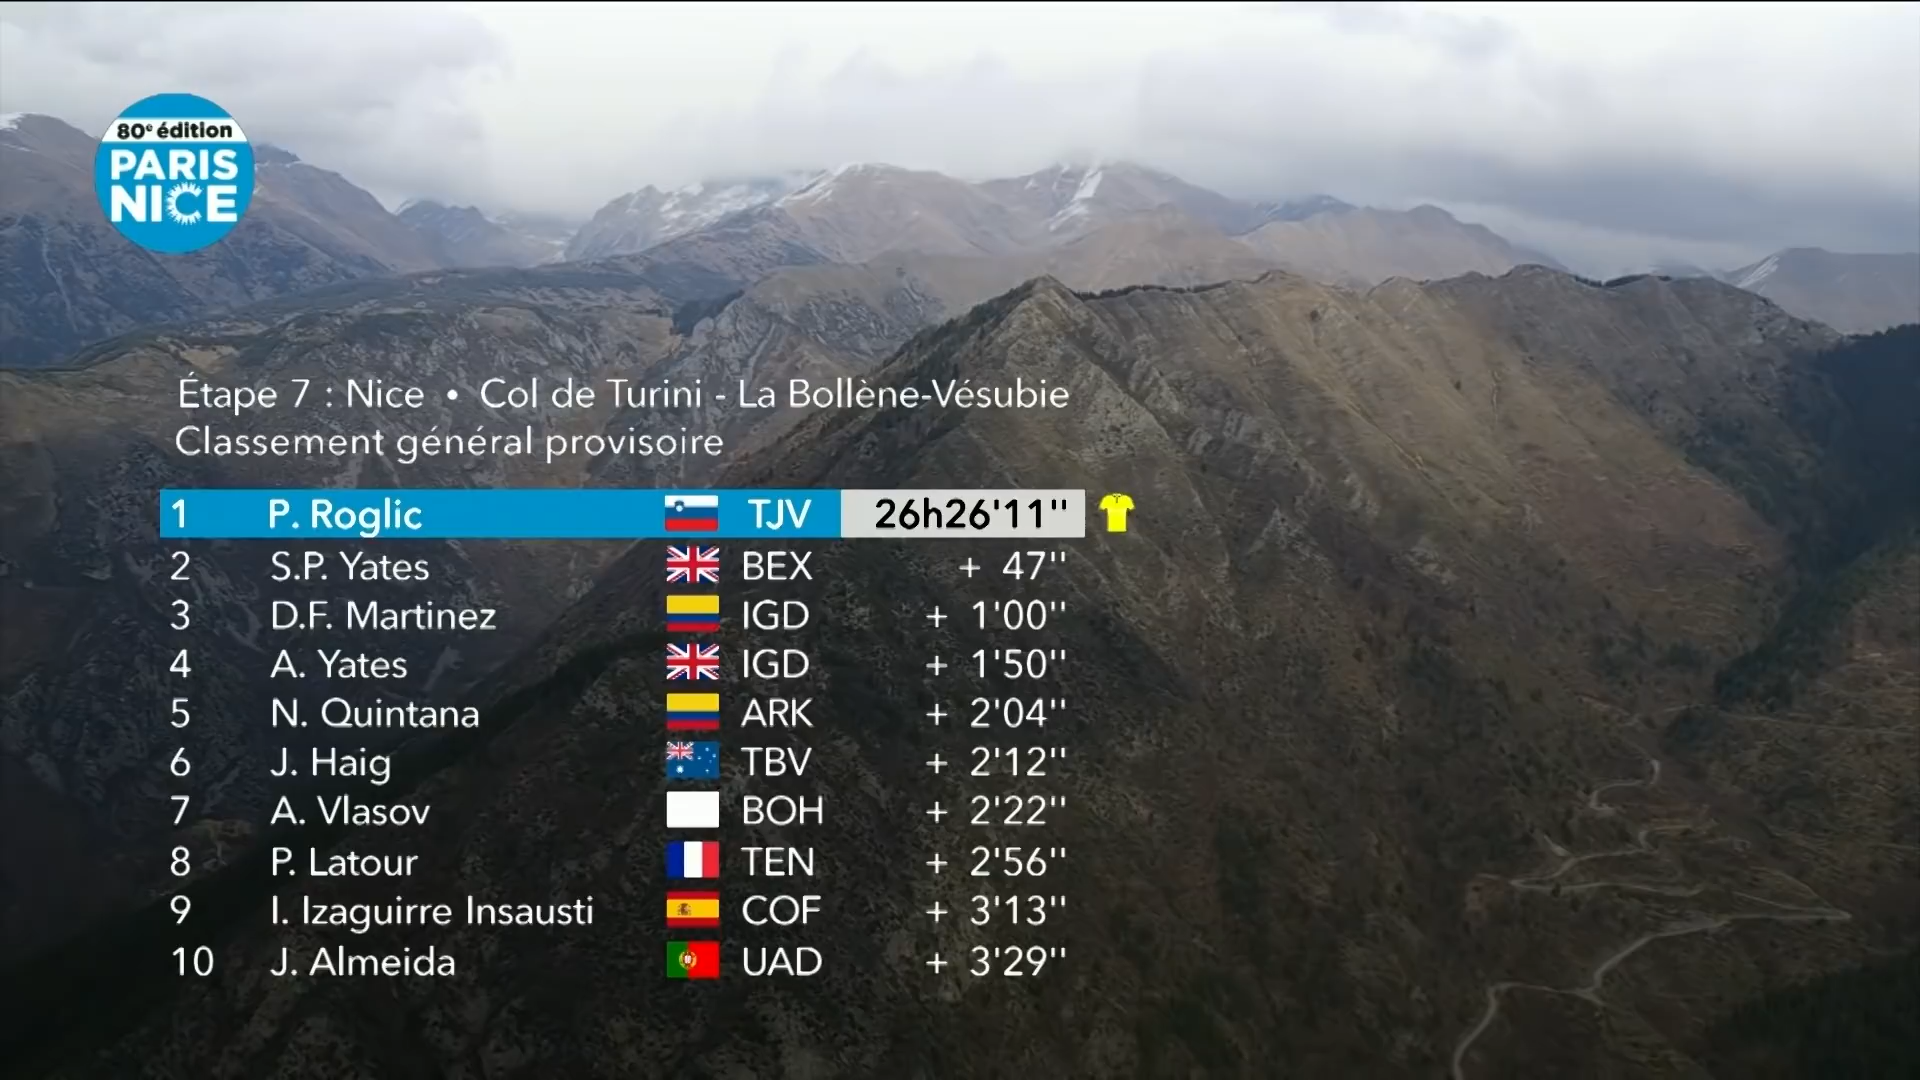 80e édition
PARIS
NICE
Étape 7 : Nice • Col de Turini - La Bollène-Vésubie
Classement général provisoire
1 P. Roglic TJV 26h26'11''
2 S.P. Yates BEX + 47''
3 D.F. Martinez IGD + 1'00''
4 A. Yates IGD + 1'50''
5 N. Quintana ARK + 2'04''
6 J. Haig TBV + 2'12''
7 A. Vlasov BOH + 2'22''
8 P. Latour TEN + 2'56''
9 I. Izaguirre Insausti COF + 3'13''
10 J. Almeida UAD + 3'29''